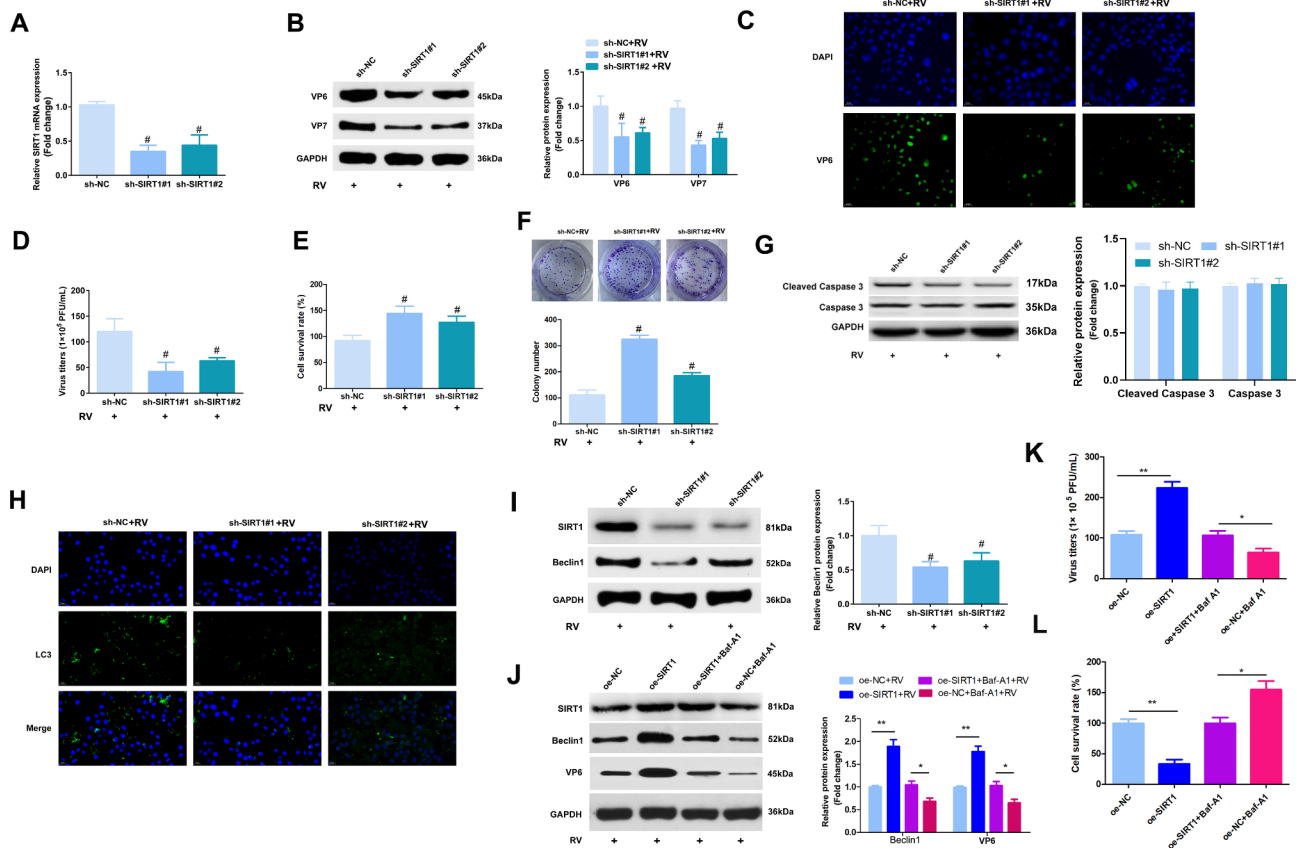 A
Relative SIRT1 mRNA expression
(Fold change)
1.5
1.0
0.5
0.0
#
#
sh-NC
sh-SIRT1#1
sh-SIRT1#2
B
sh-NC
sh-SIRT1#1
sh-SIRT1#2
VP6
45kDa
VP7
37kDa
GAPDH
36kDa
RV
+
+
+
sh-NC+RV
sh-SIRT1#1+RV
sh-SIRT1#2 +RV
Relative protein expression
(Fold change)
1.5
1.0
0.5
0.0
#
#
#
#
VP6
VP7
C
sh-NC+RV
sh-SIRT1#1 +RV
sh-SIRT1#2 +RV
DAPI
VP6
D
Virus titers (1×10⁵ PFU/mL)
200
150
100
50
0
#
#
sh-NC
sh-SIRT1#1
sh-SIRT1#2
RV
+
+
+
E
Cell survival rate (%)
200
150
100
50
0
#
#
sh-NC
sh-SIRT1#1
sh-SIRT1#2
RV
+
+
+
F
sh-NC+RV
sh-SIRT1#1+RV
sh-SIRT1#2+RV
Colony number
400
300
200
100
0
#
#
sh-NC
sh-SIRT1#1
sh-SIRT1#2
RV
+
+
+
G
sh-NC
sh-SIRT1#1
sh-SIRT1#2
Cleaved Caspase 3
17kDa
Caspase 3
35kDa
GAPDH
36kDa
RV
+
+
+
sh-NC
sh-SIRT1#1
sh-SIRT1#2
Relative protein expression
(Fold change)
1.5
1.0
0.5
0.0
Cleaved Caspase 3
Caspase 3
H
sh-NC+RV
sh-SIRT1#1 +RV
sh-SIRT1#2+RV
DAPI
LC3
Merge
I
sh-NC
sh-SIRT1#1
sh-SIRT1#2
SIRT1
81kDa
Beclin1
52kDa
GAPDH
36kDa
RV
+
+
+
Relative Beclin1 protein expression
(Fold change)
1.5
1.0
0.5
0.0
#
#
sh-NC
sh-SIRT1#1
sh-SIRT1#2
RV
+
+
+
J
oe-NC
oe-SIRT1
oe-SIRT1+Baf-A1
oe-NC+Baf-A1
SIRT1
81kDa
Beclin1
52kDa
VP6
45kDa
GAPDH
36kDa
RV
+
+
+
+
oe-NC+RV
oe-SIRT1+Baf-A1+RV
oe-SIRT1+RV
oe-NC+Baf-A1+RV
Relative protein expression
(Fold change)
2.5
2.0
1.5
1.0
0.5
0.0
**
*
**
*
Beclin1
VP6
K
Virus titers (1× 10⁵ PFU/mL)
300
200
100
0
**
*
oe-NC
oe-SIRT1
oe+SIRT1+Baf A1
oe-NC+Baf A1
L
Cell survival rate (%)
200
150
100
50
0
**
*
oe-NC
oe-SIRT1
oe-SIRT1+Baf-A1
oe-NC+Baf-A1